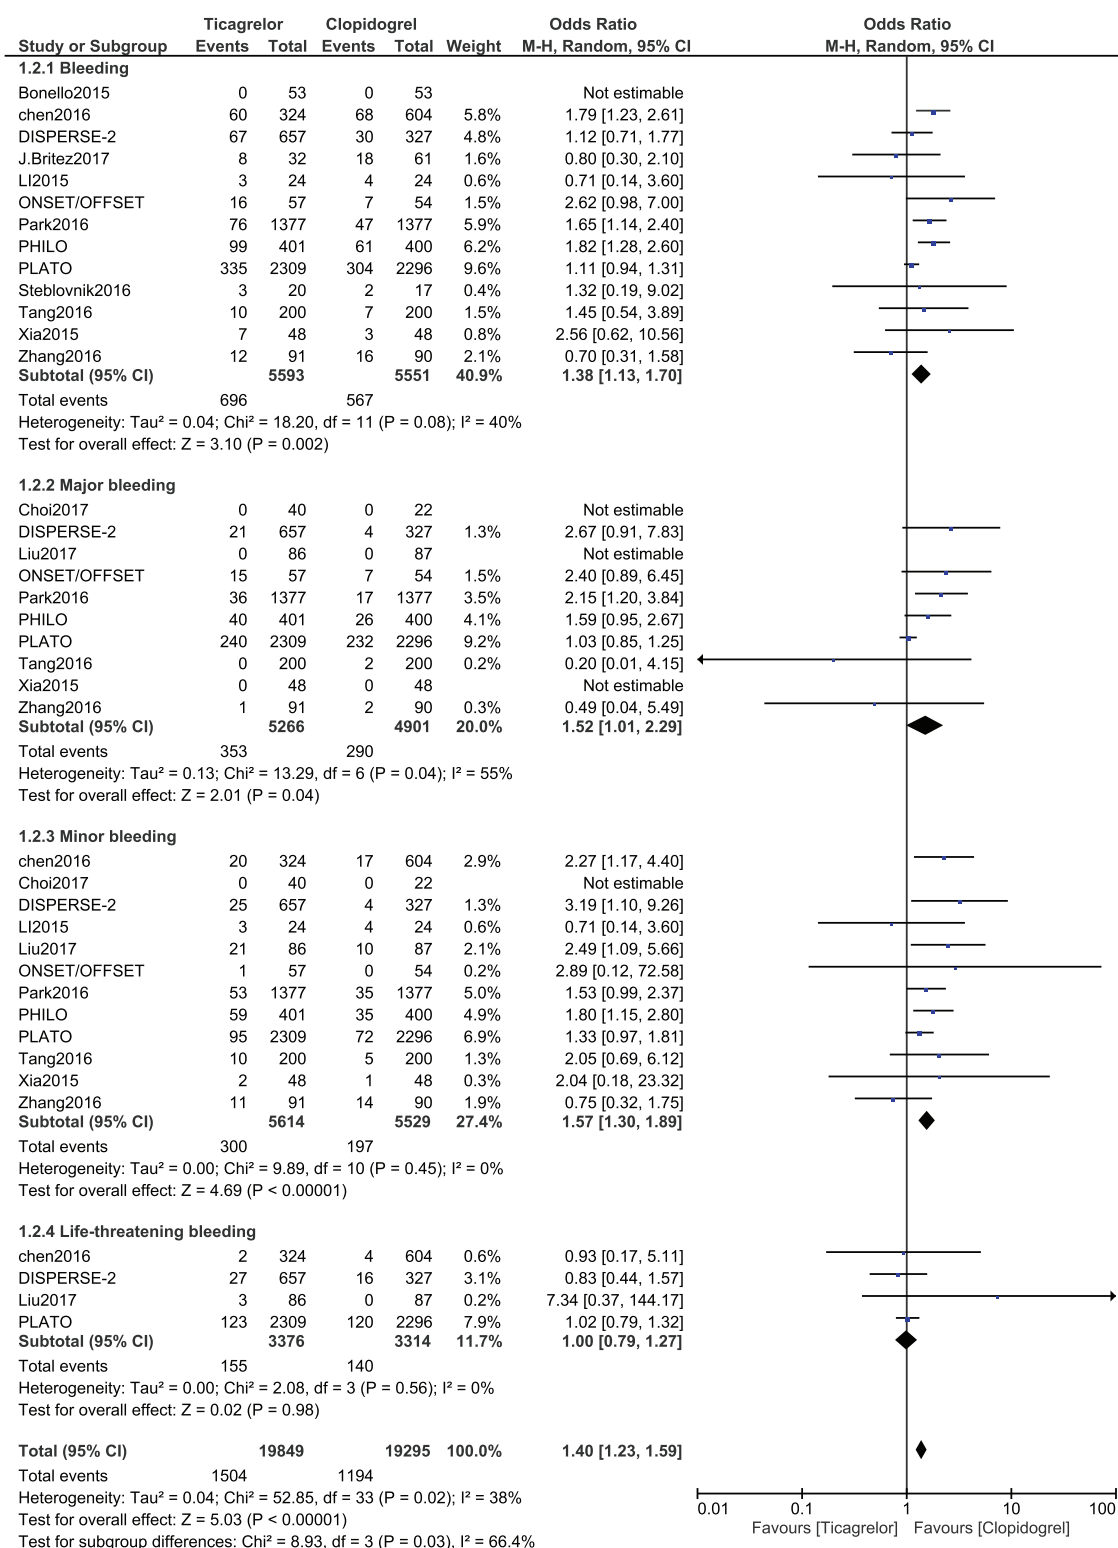 Ticagrelor Clopidogrel Odds Ratio Odds Ratio
Study or Subgroup Events Total Events Total Weight M-H, Random, 95% CI M-H, Random, 95% CI
1.2.1 Bleeding
Bonello2015 0 53 0 53 Not estimable
chen2016 60 324 68 604 5.8% 1.79 [1.23, 2.61]
DISPERSE-2 67 657 30 327 4.8% 1.12 [0.71, 1.77]
J.Britez2017 8 32 18 61 1.6% 0.80 [0.30, 2.10]
LI2015 3 24 4 24 0.6% 0.71 [0.14, 3.60]
ONSET/OFFSET 16 57 7 54 1.5% 2.62 [0.98, 7.00]
Park2016 76 1377 47 1377 5.9% 1.65 [1.14, 2.40]
PHILO 99 401 61 400 6.2% 1.82 [1.28, 2.60]
PLATO 335 2309 304 2296 9.6% 1.11 [0.94, 1.31]
Steblovnik2016 3 20 2 17 0.4% 1.32 [0.19, 9.02]
Tang2016 10 200 7 200 1.5% 1.45 [0.54, 3.89]
Xia2015 7 48 3 48 0.8% 2.56 [0.62, 10.56]
Zhang2016 12 91 16 90 2.1% 0.70 [0.31, 1.58]
Subtotal (95% CI) 5593 5551 40.9% 1.38 [1.13, 1.70]
Total events 696 567
Heterogeneity: Tau² = 0.04; Chi² = 18.20, df = 11 (P = 0.08); I² = 40%
Test for overall effect: Z = 3.10 (P = 0.002)
1.2.2 Major bleeding
Choi2017 0 40 0 22 Not estimable
DISPERSE-2 21 657 4 327 1.3% 2.67 [0.91, 7.83]
Liu2017 0 86 0 87 Not estimable
ONSET/OFFSET 15 57 7 54 1.5% 2.40 [0.89, 6.45]
Park2016 36 1377 17 1377 3.5% 2.15 [1.20, 3.84]
PHILO 40 401 26 400 4.1% 1.59 [0.95, 2.67]
PLATO 240 2309 232 2296 9.2% 1.03 [0.85, 1.25]
Tang2016 0 200 2 200 0.2% 0.20 [0.01, 4.15]
Xia2015 0 48 0 48 Not estimable
Zhang2016 1 91 2 90 0.3% 0.49 [0.04, 5.49]
Subtotal (95% CI) 5266 4901 20.0% 1.52 [1.01, 2.29]
Total events 353 290
Heterogeneity: Tau² = 0.13; Chi² = 13.29, df = 6 (P = 0.04); I² = 55%
Test for overall effect: Z = 2.01 (P = 0.04)
1.2.3 Minor bleeding
chen2016 20 324 17 604 2.9% 2.27 [1.17, 4.40]
Choi2017 0 40 0 22 Not estimable
DISPERSE-2 25 657 4 327 1.3% 3.19 [1.10, 9.26]
LI2015 3 24 4 24 0.6% 0.71 [0.14, 3.60]
Liu2017 21 86 10 87 2.1% 2.49 [1.09, 5.66]
ONSET/OFFSET 1 57 0 54 0.2% 2.89 [0.12, 72.58]
Park2016 53 1377 35 1377 5.0% 1.53 [0.99, 2.37]
PHILO 59 401 35 400 4.9% 1.80 [1.15, 2.80]
PLATO 95 2309 72 2296 6.9% 1.33 [0.97, 1.81]
Tang2016 10 200 5 200 1.3% 2.05 [0.69, 6.12]
Xia2015 2 48 1 48 0.3% 2.04 [0.18, 23.32]
Zhang2016 11 91 14 90 1.9% 0.75 [0.32, 1.75]
Subtotal (95% CI) 5614 5529 27.4% 1.57 [1.30, 1.89]
Total events 300 197
Heterogeneity: Tau² = 0.00; Chi² = 9.89, df = 10 (P = 0.45); I² = 0%
Test for overall effect: Z = 4.69 (P < 0.00001)
1.2.4 Life-threatening bleeding
chen2016 2 324 4 604 0.6% 0.93 [0.17, 5.11]
DISPERSE-2 27 657 16 327 3.1% 0.83 [0.44, 1.57]
Liu2017 3 86 0 87 0.2% 7.34 [0.37, 144.17]
PLATO 123 2309 120 2296 7.9% 1.02 [0.79, 1.32]
Subtotal (95% CI) 3376 3314 11.7% 1.00 [0.79, 1.27]
Total events 155 140
Heterogeneity: Tau² = 0.00; Chi² = 2.08, df = 3 (P = 0.56); I² = 0%
Test for overall effect: Z = 0.02 (P = 0.98)
Total (95% CI) 19849 19295 100.0% 1.40 [1.23, 1.59]
Total events 1504 1194
Heterogeneity: Tau² = 0.04; Chi² = 52.85, df = 33 (P = 0.02); I² = 38%
Test for overall effect: Z = 5.03 (P < 0.00001)
Test for subgroup differences: Chi² = 8.93, df = 3 (P = 0.03), I² = 66.4%
0.01 0.1 1 10 100
Favours [Ticagrelor] Favours [Clopidogrel]